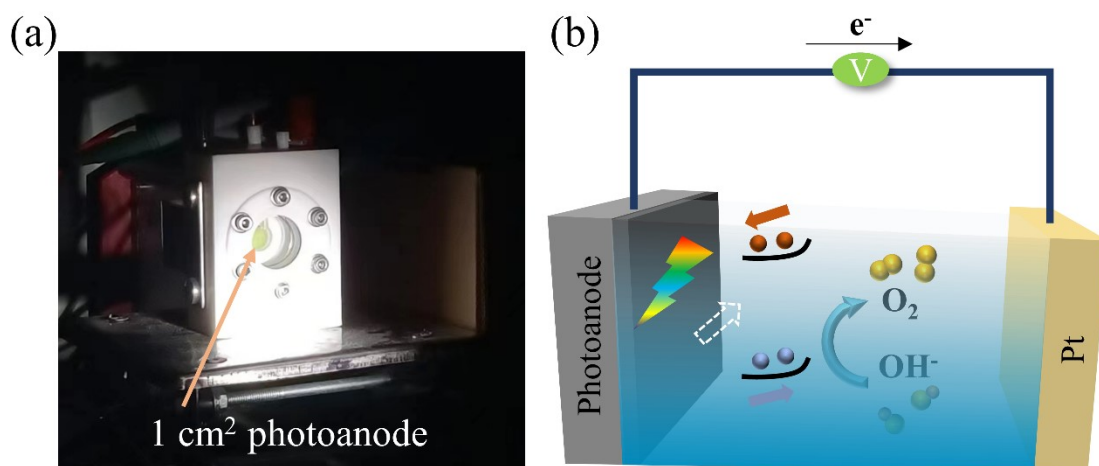 (a)
1 cm² photoanode
(b)
e⁻
V
Photoanode
O₂
OH⁻
Pt